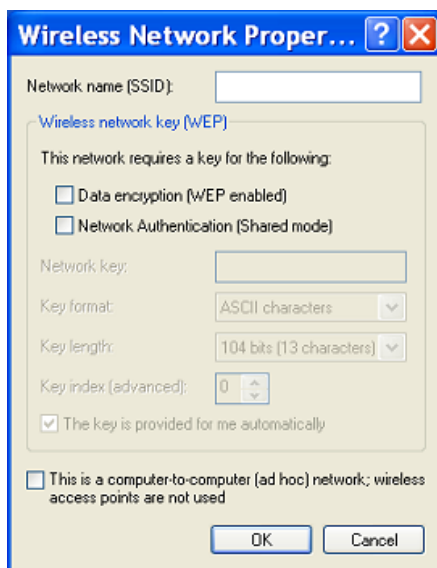 Wireless Network Proper...
Network name (SSID):
Wireless network key (WEP)
This network requires a key for the following:
Data encryption (WEP enabled)
Network Authentication (Shared mode)
Network key:
Key format: ASCII characters
Key length: 104 bits (13 characters)
Key index (advanced): 0
The key is provided for me automatically
This is a computer-to-computer (ad hoc) network; wireless
access points are not used
OK Cancel